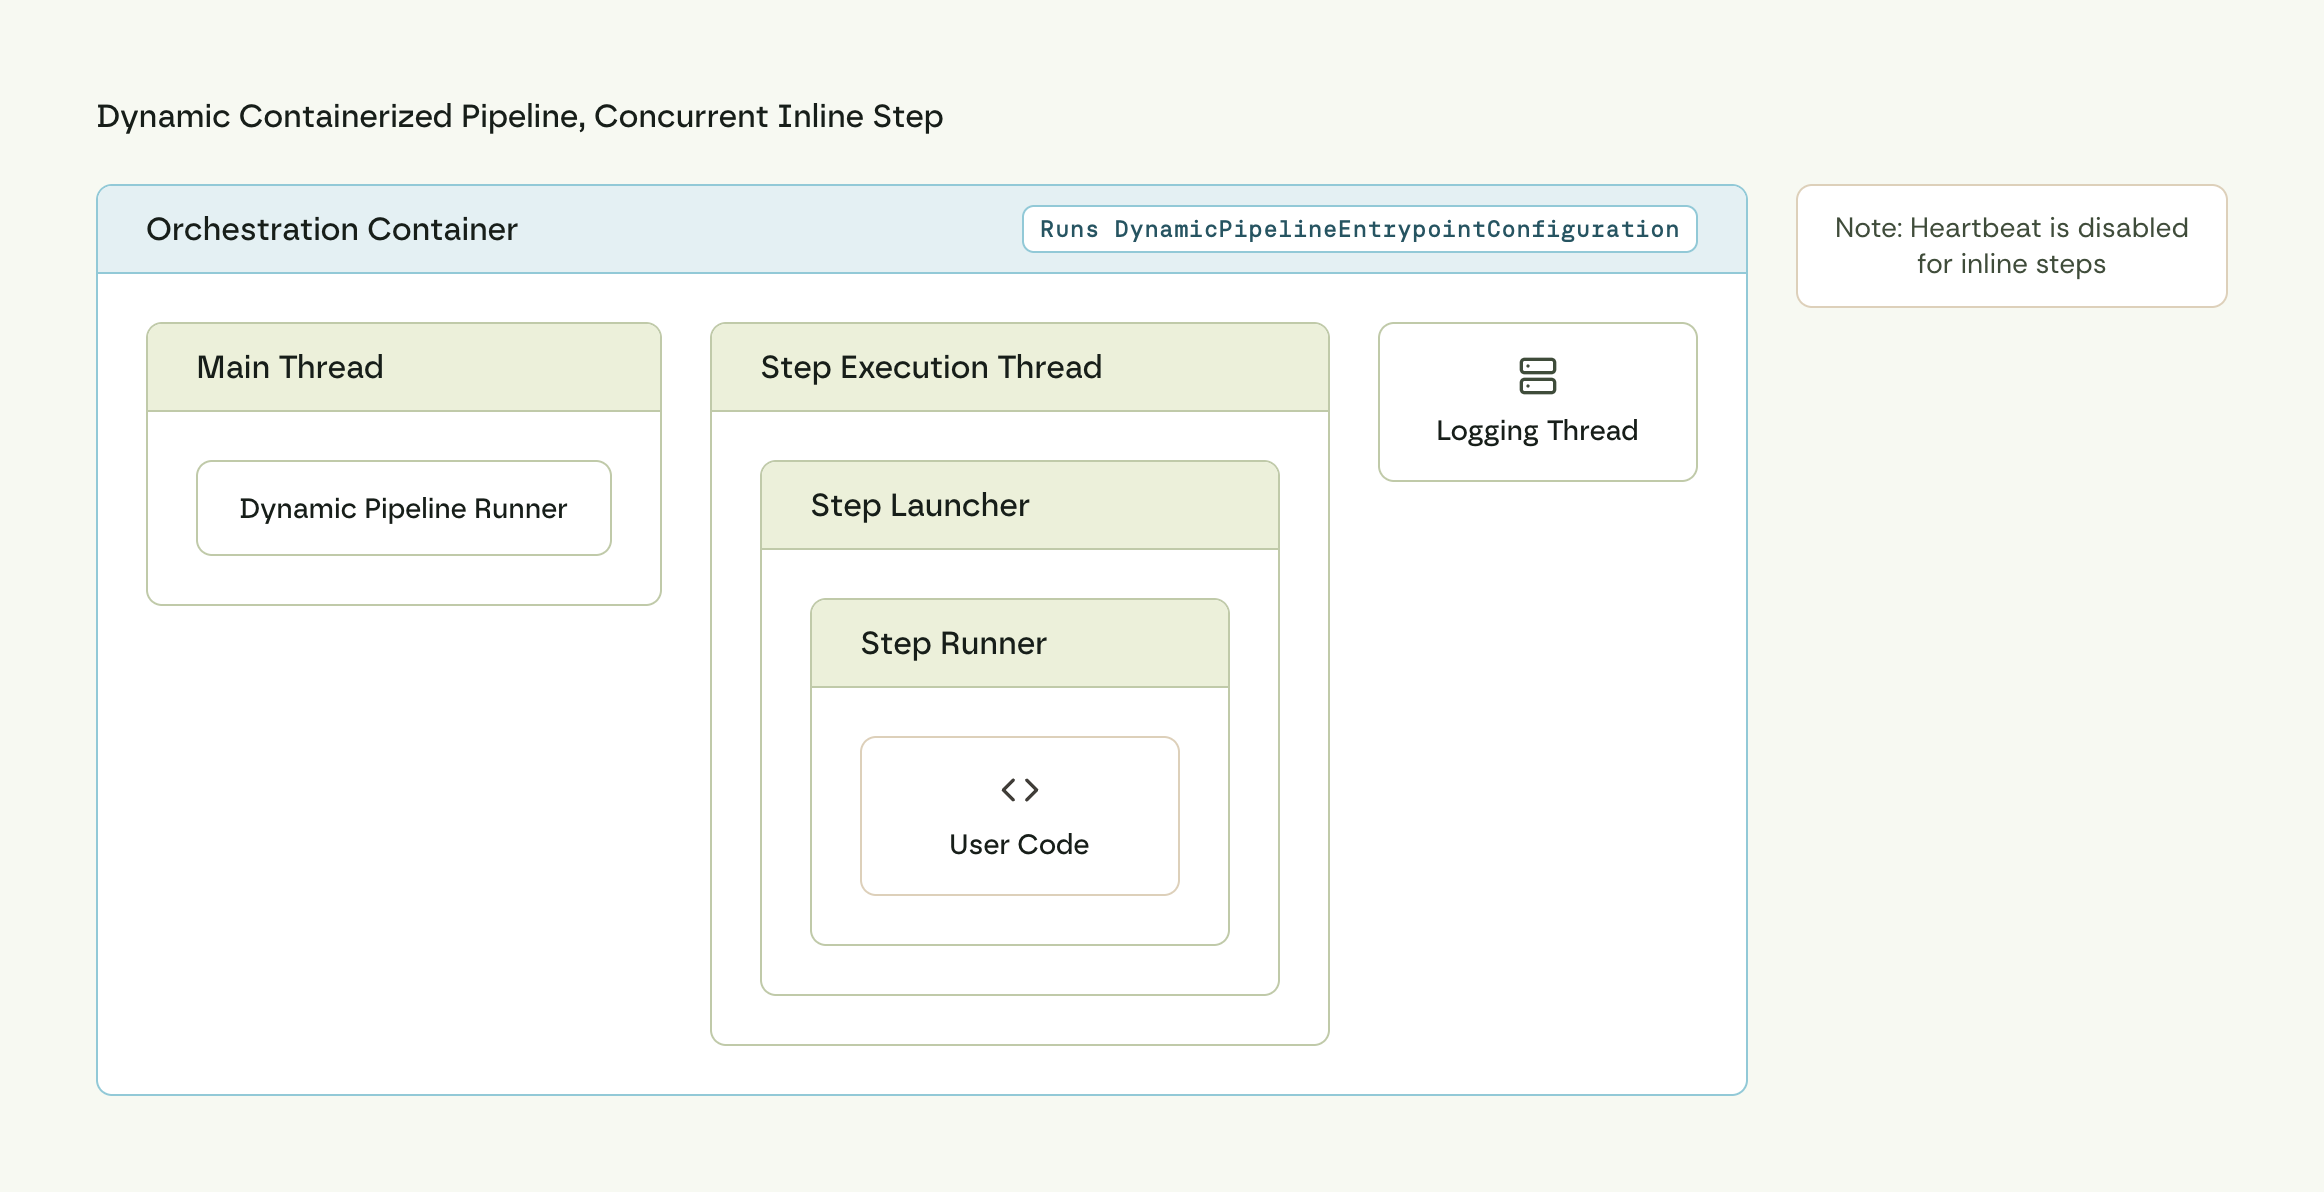 Dynamic Containerized Pipeline, Concurrent Inline Step
Orchestration Container
Runs DynamicPipelineEntrypointConfiguration
Note: Heartbeat is disabled
for inline steps
Main Thread
Dynamic Pipeline Runner
Step Execution Thread
Step Launcher
Step Runner
User Code
Logging Thread